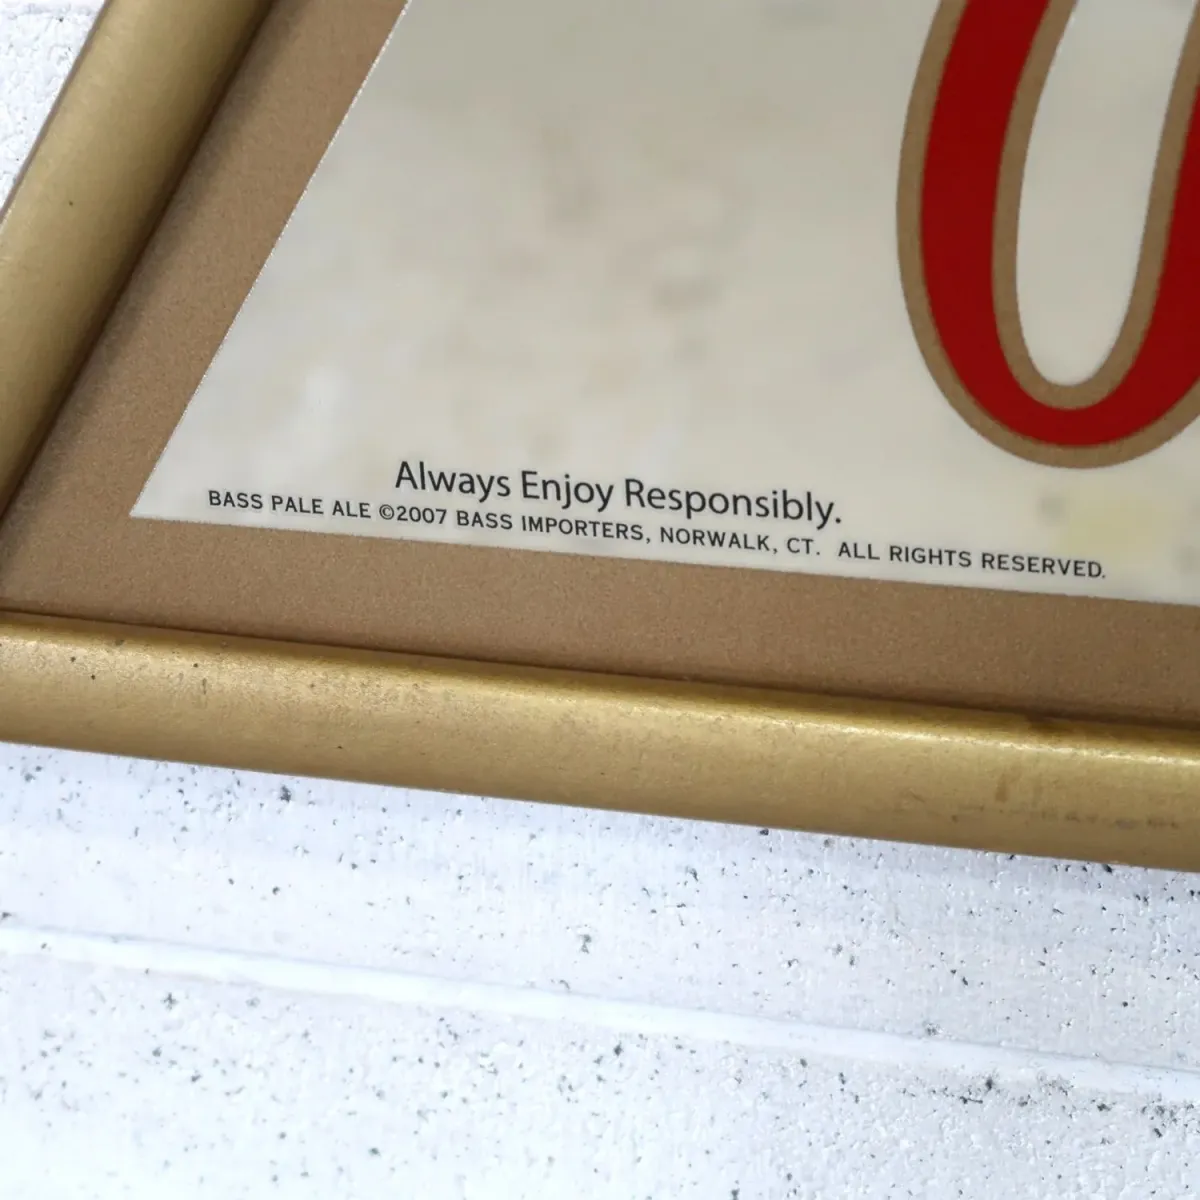 Always Enjoy Responsibly.
BASS PALE ALE ©2007 BASS IMPORTERS, NORWALK, CT. ALL RIGHTS RESERVED.